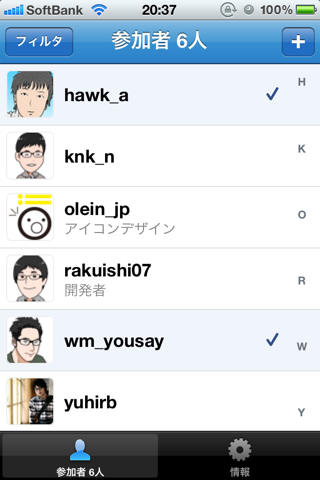 SoftBank 20:37 100%
フィルタ 参加者 6人 +
hawk_a H
knk_n K
olein_jp O
アイコンデザイン
rakuishi07 R
開発者
wm_yousay W
yuhirb Y
参加者 6人 情報